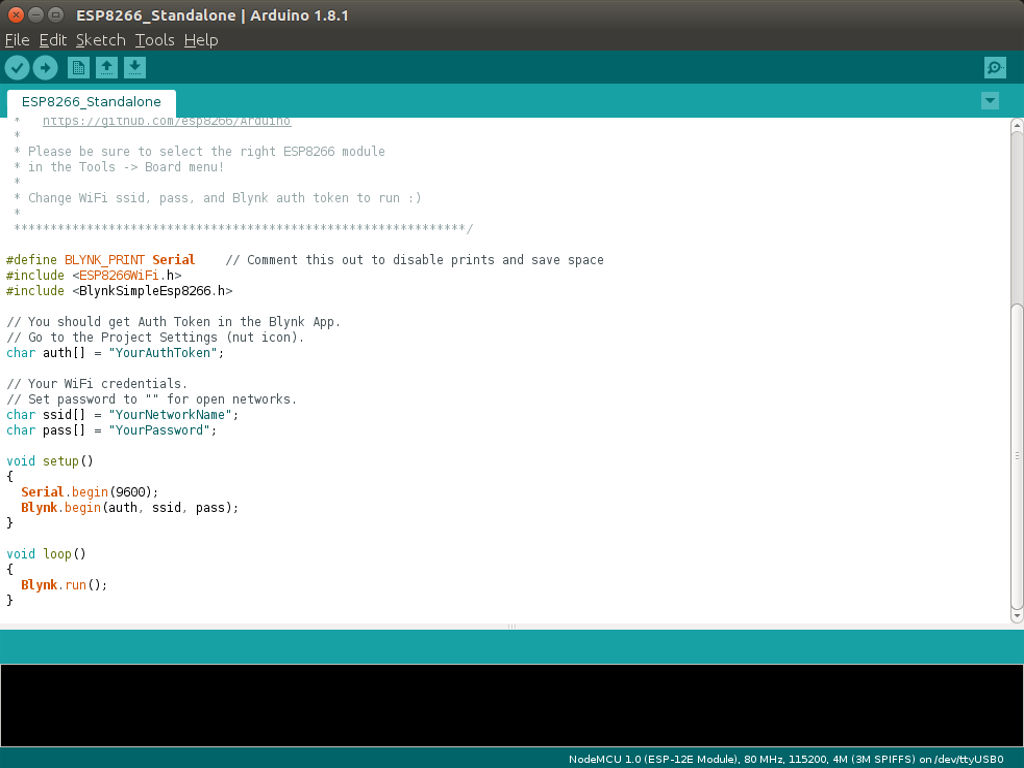 ESP8266_Standalone | Arduino 1.8.1
File Edit Sketch Tools Help
ESP8266_Standalone
 *   https://github.com/esp8266/Arduino
 *
 * Please be sure to select the right ESP8266 module
 * in the Tools -> Board menu!
 *
 * Change WiFi ssid, pass, and Blynk auth token to run :)
 *
 **************************************************************/
#define BLYNK_PRINT Serial    // Comment this out to disable prints and save space
#include <ESP8266WiFi.h>
#include <BlynkSimpleEsp8266.h>
// You should get Auth Token in the Blynk App.
// Go to the Project Settings (nut icon).
char auth[] = "YourAuthToken";
// Your WiFi credentials.
// Set password to "" for open networks.
char ssid[] = "YourNetworkName";
char pass[] = "YourPassword";
void setup()
{
  Serial.begin(9600);
  Blynk.begin(auth, ssid, pass);
}
void loop()
{
  Blynk.run();
}
NodeMCU 1.0 (ESP-12E Module), 80 MHz, 115200, 4M (3M SPIFFS) on /dev/ttyUSB0